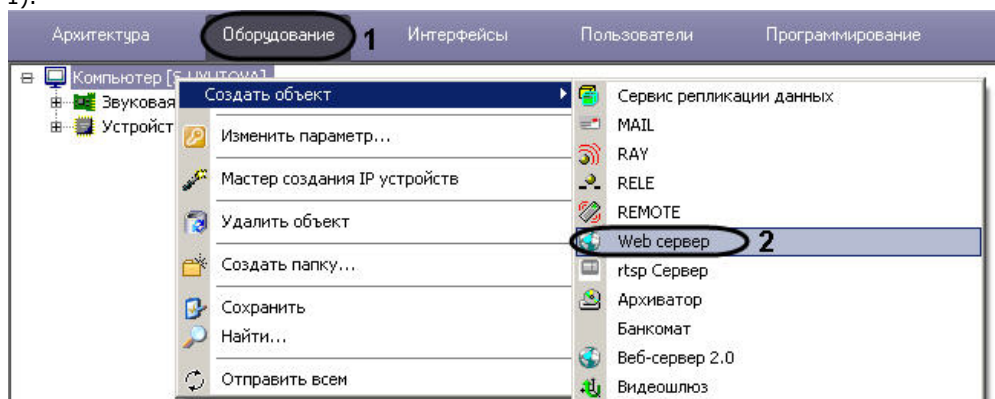 1).
Архитектура Оборудование 1 Интерфейсы Пользователи Программирование
Компьютер
Звуковая
Устройст
Создать объект
Изменить параметр...
Мастер создания IP устройств
Удалить объект
Создать папку...
Сохранить
Найти...
Отправить всем
Сервис репликации данных
MAIL
RAY
RELE
REMOTE
Web сервер 2
rtsp Сервер
Архиватор
Банкомат
Веб-сервер 2.0
Видеошлюз